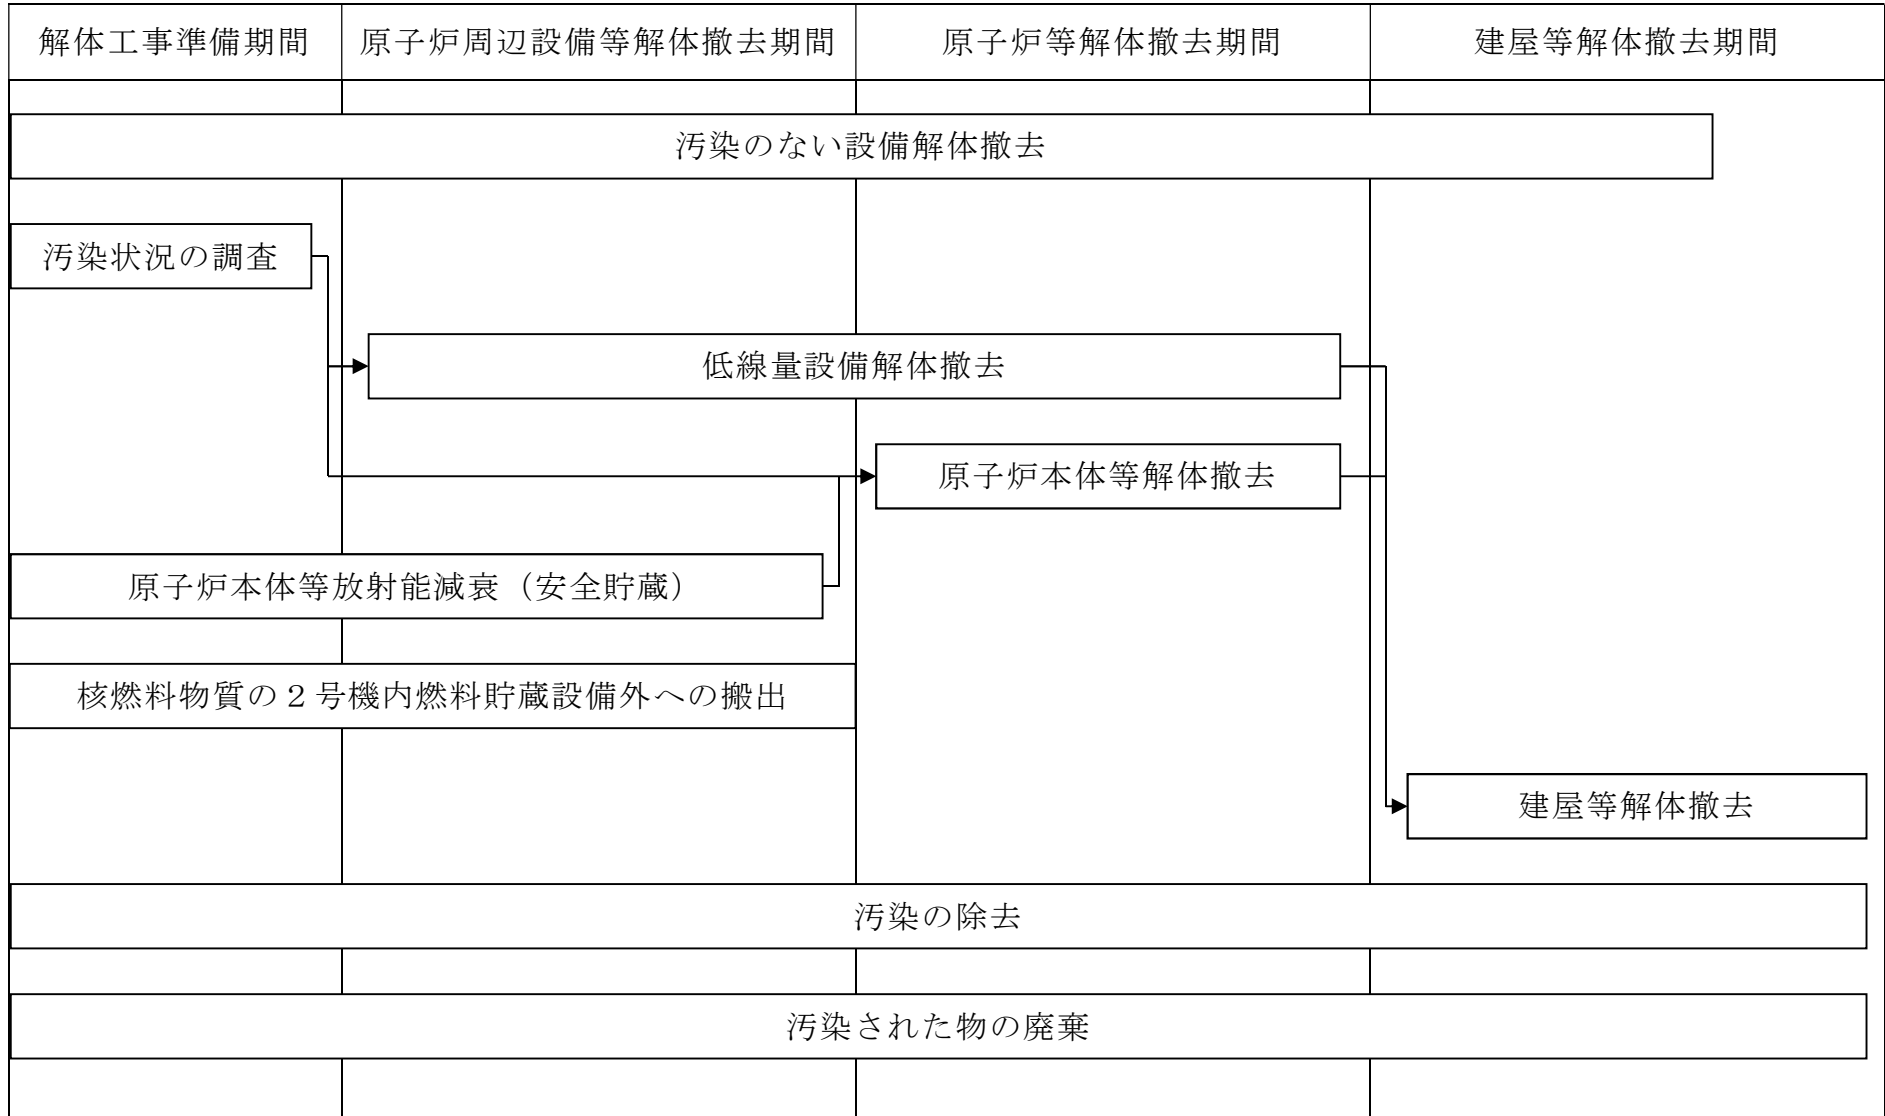 解体工事準備期間
原子炉周辺設備等解体撤去期間
原子炉等解体撤去期間
建屋等解体撤去期間
汚染のない設備解体撤去
汚染状況の調査
低線量設備解体撤去
原子炉本体等解体撤去
原子炉本体等放射能減衰（安全貯蔵）
核燃料物質の２号機内燃料貯蔵設備外への搬出
建屋等解体撤去
汚染の除去
汚染された物の廃棄